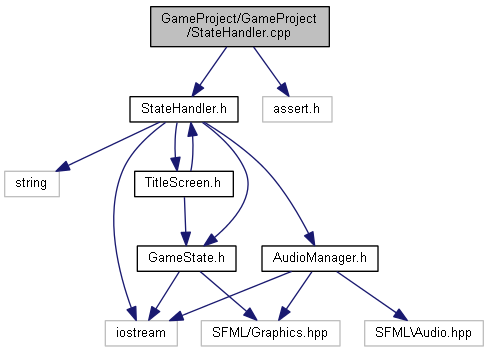 GameProject/GameProject
/StateHandler.cpp
StateHandler.h
assert.h
string
TitleScreen.h
GameState.h
AudioManager.h
iostream
SFML/Graphics.hpp
SFML\Audio.hpp